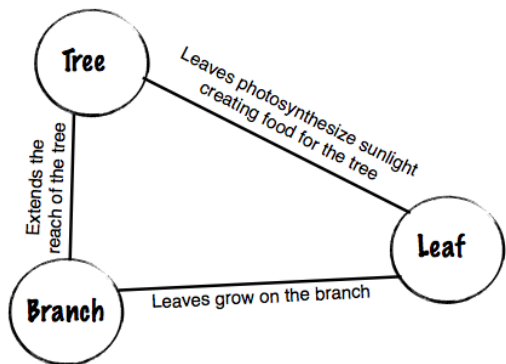 Tree
Leaves photosynthesize sunlight
creating food for the tree
Extends the
reach of the tree
Leaf
Branch
Leaves grow on the branch